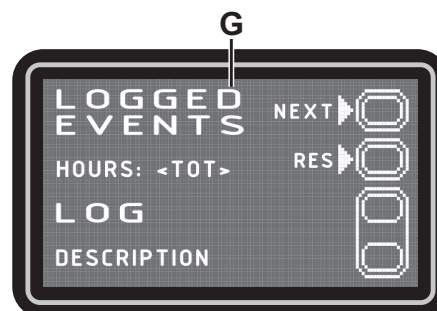 G
LOGGED
EVENTS
NEXT
RES
HOURS: <TOT>
LOG
DESCRIPTION